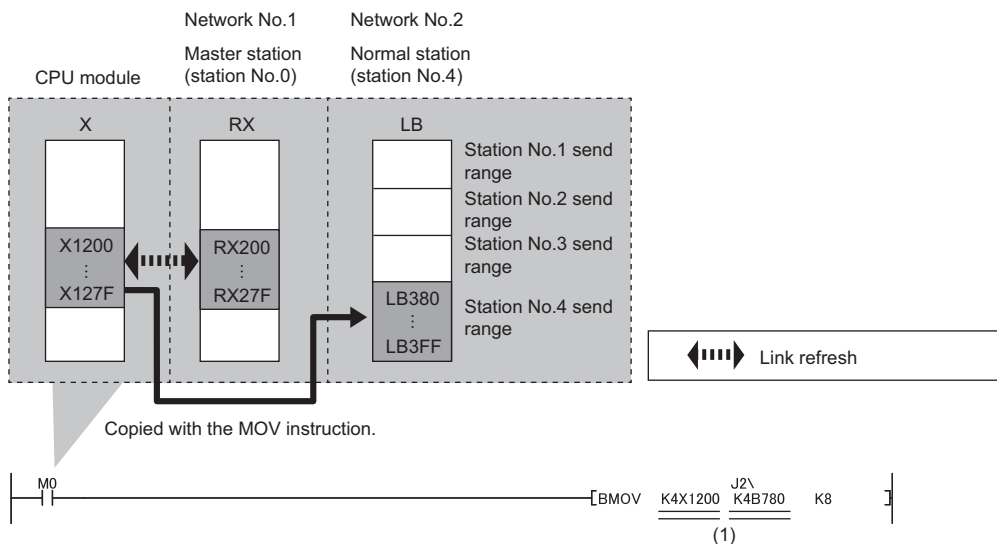 Network No.1
Network No.2
Master station
(station No.0)
Normal station
(station No.4)
CPU module
X
RX
LB
Station No.1 send
range
Station No.2 send
range
Station No.3 send
range
X1200
⋮
X127F
RX200
⋮
RX27F
LB380
⋮
LB3FF
Station No.4 send
range
Link refresh
Copied with the MOV instruction.
M0
BMOV K4X1200 J2\K4B780 K8
(1)